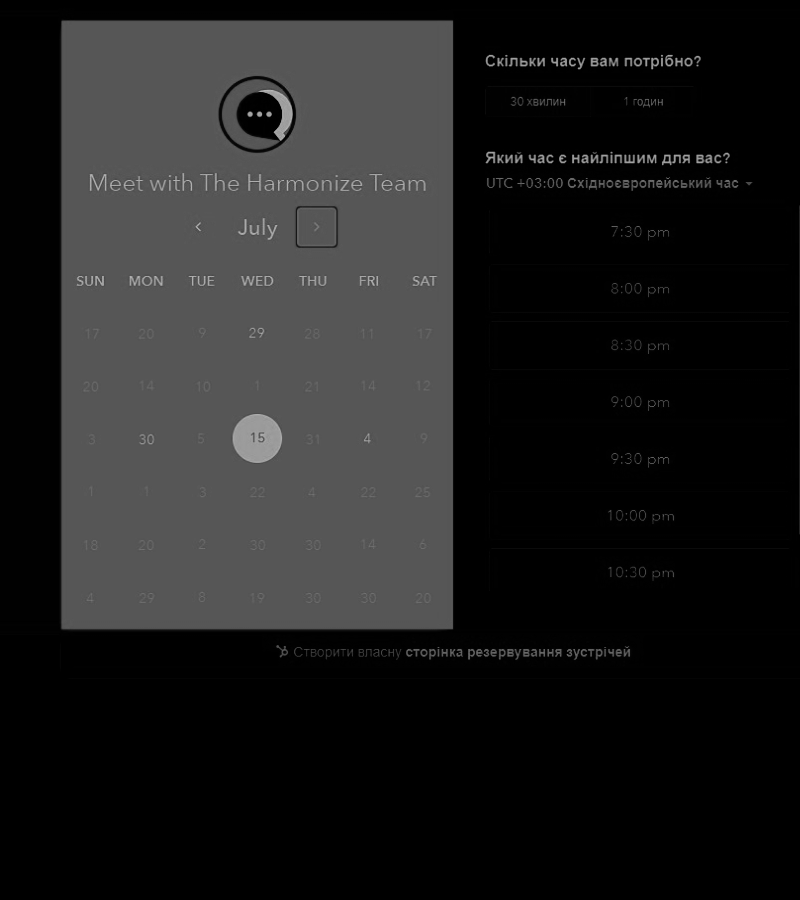 Meet with The Harmonize Team
July
SUN MON TUE WED THU FRI SAT
17 20 9 29 28 11 17
20 14 10 1 21 14 12
3 30 5 15 31 4 9
1 1 3 22 4 22 25
18 20 2 30 30 14 6
4 29 8 19 30 30 20
Скільки часу вам потрібно?
30 хвилин 1 годин
Який час є найліпшим для вас?
UTC +03:00 Східноєвропейський час
7:30 pm
8:00 pm
8:30 pm
9:00 pm
9:30 pm
10:00 pm
10:30 pm
Створити власну сторінка резервування зустрічей